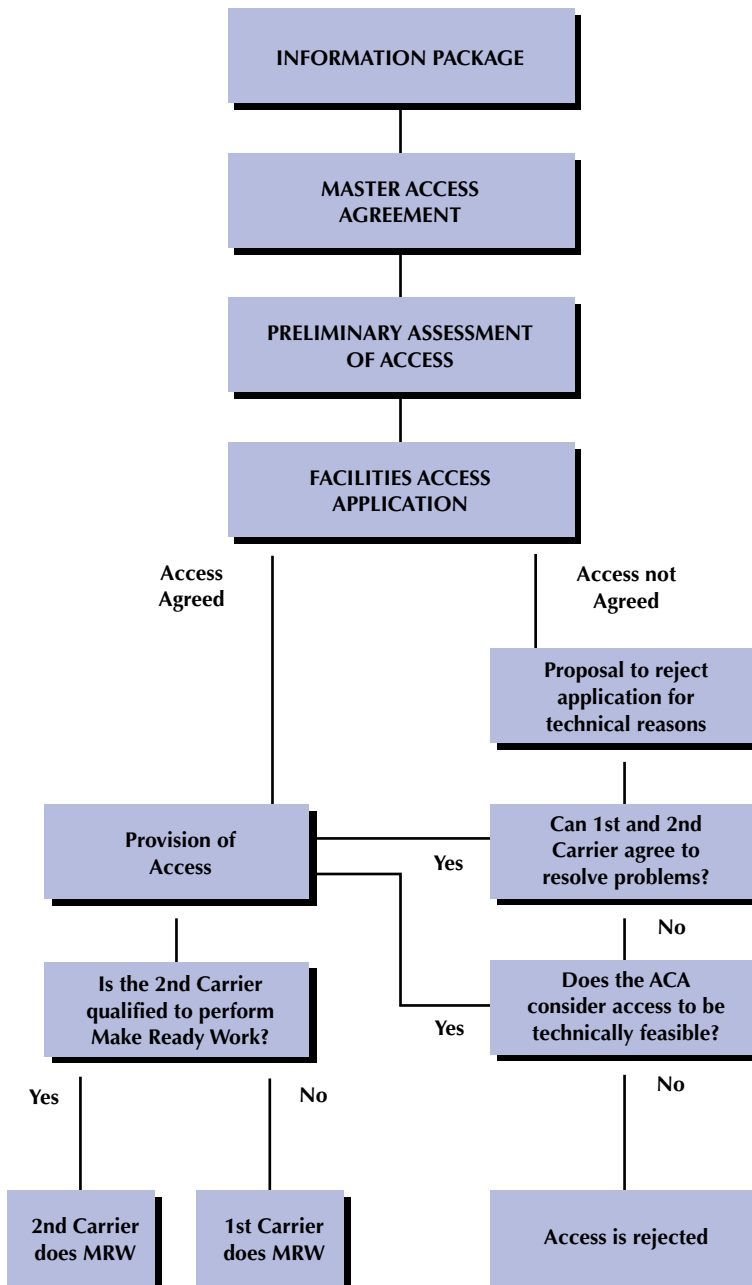 INFORMATION PACKAGE
MASTER ACCESS
AGREEMENT
PRELIMINARY ASSESSMENT
OF ACCESS
FACILITIES ACCESS
APPLICATION
Access
Agreed
Access not
Agreed
Proposal to reject
application for
technical reasons
Provision of
Access
Yes
Can 1st and 2nd
Carrier agree to
resolve problems?
No
Is the 2nd Carrier
qualified to perform
Make Ready Work?
Yes
Does the ACA
consider access to be
technically feasible?
Yes
No
No
2nd Carrier
does MRW
1st Carrier
does MRW
Access is rejected